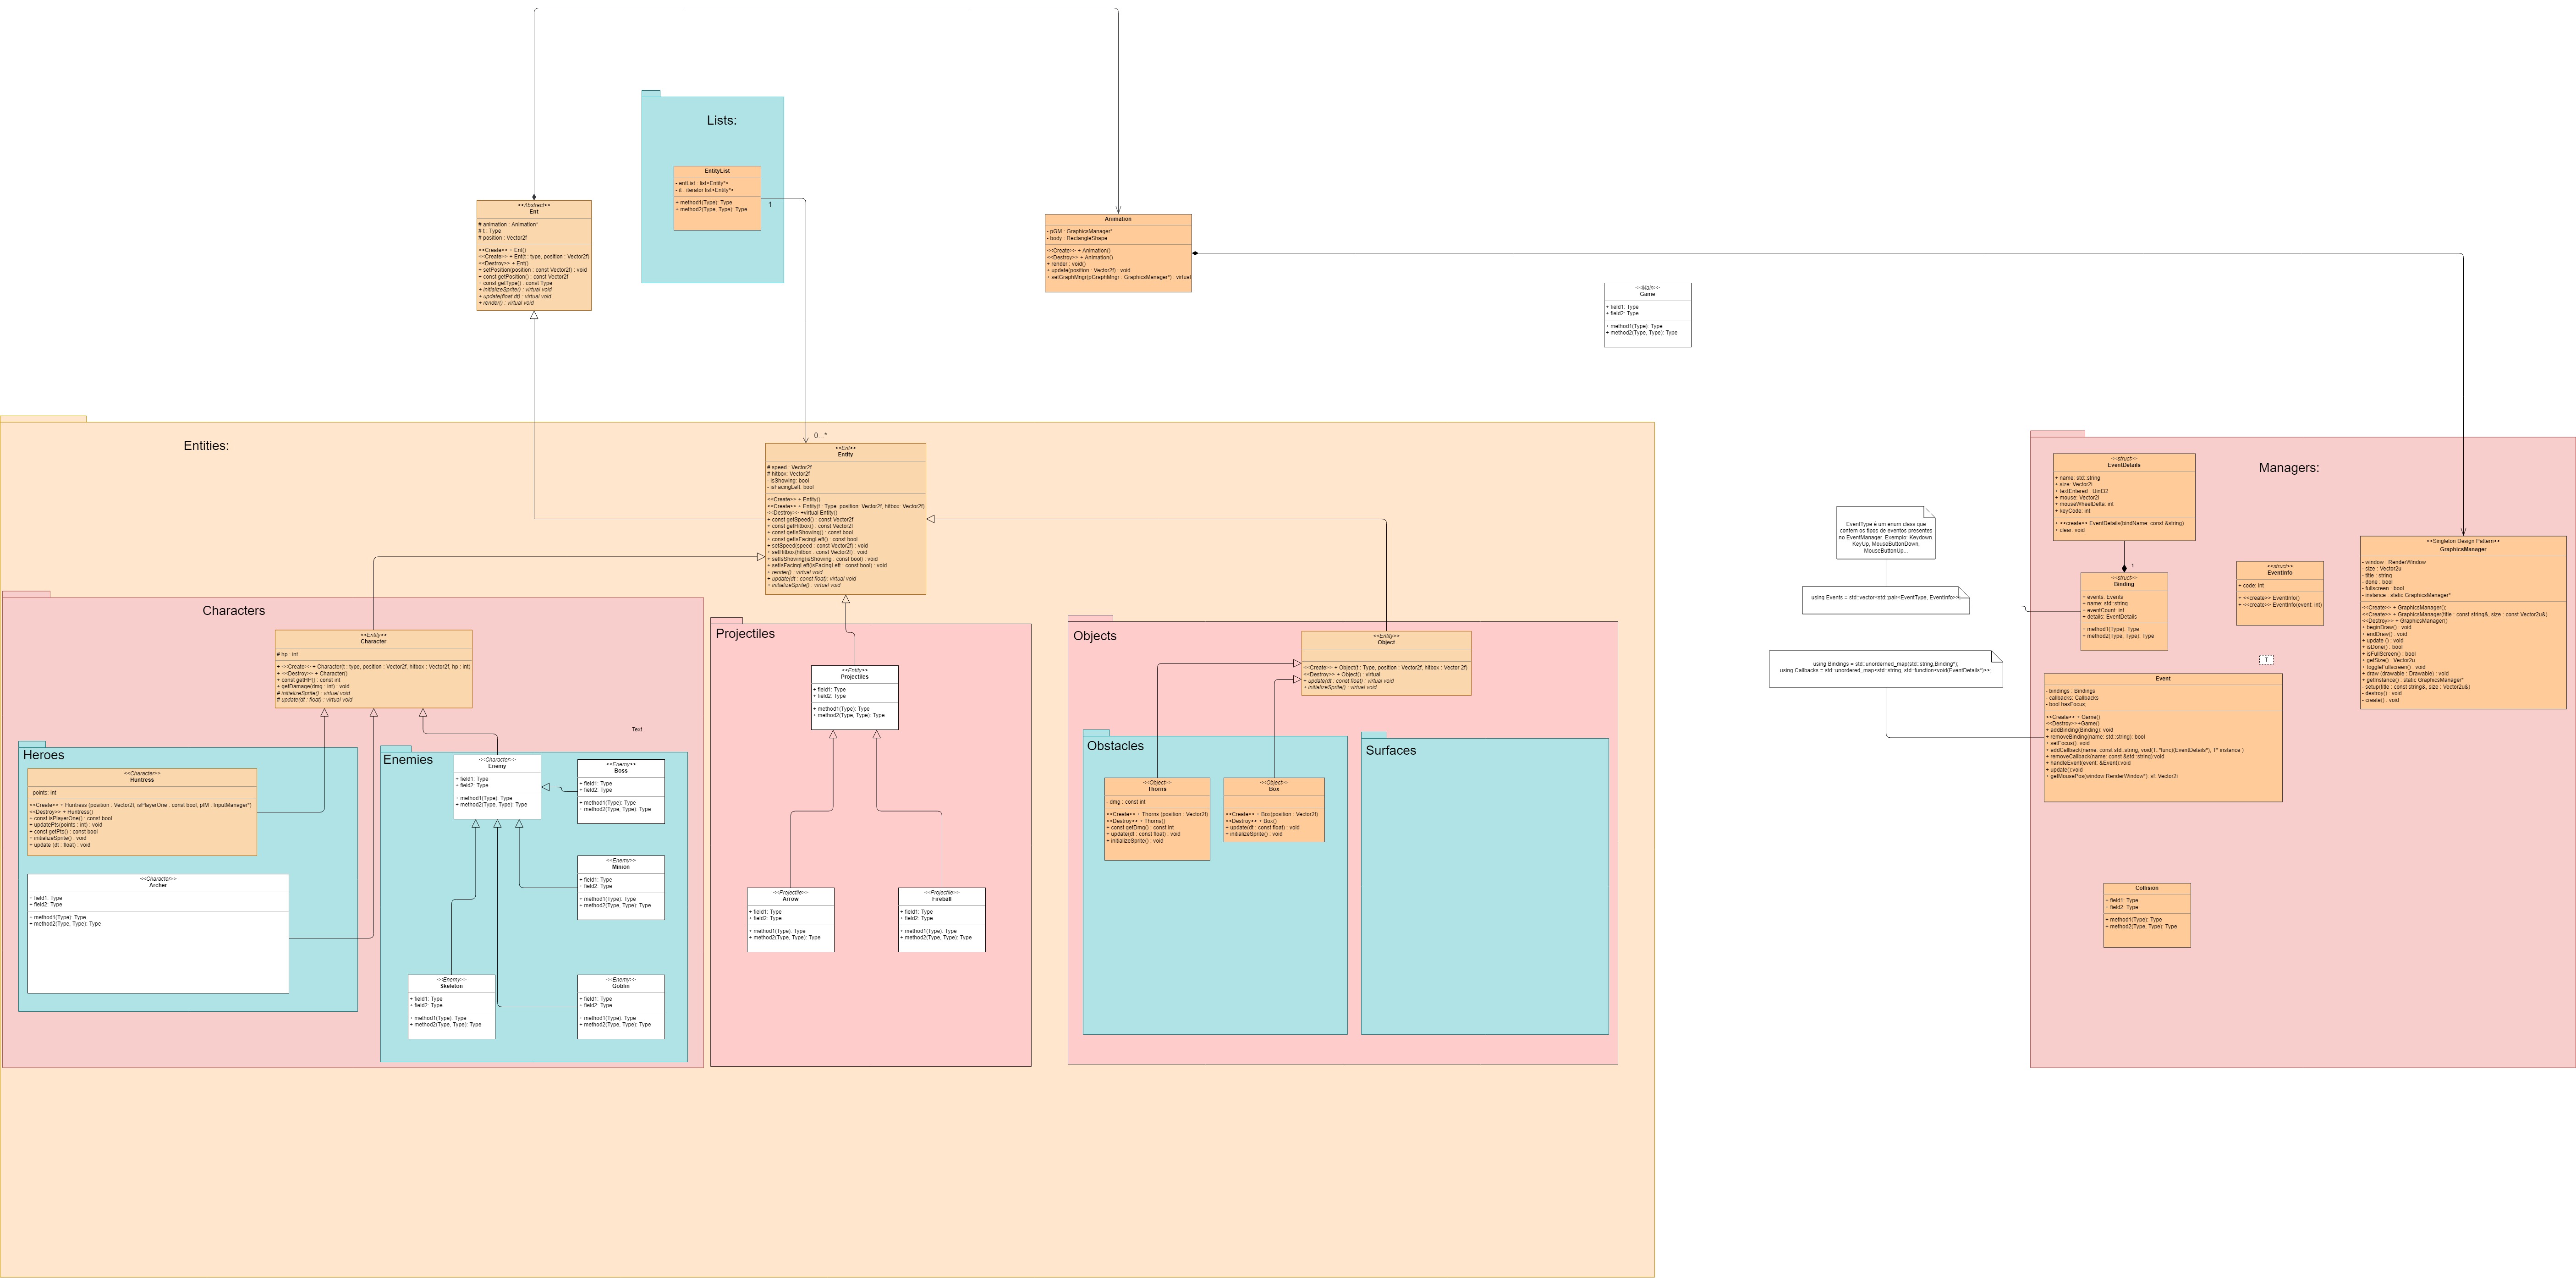 Lists:
EntityList
- entList : list<Entity*>
- it : iterator list<Entity*>
+ method1(Type): Type
+ method2(Type, Type): Type
1
<<Abstract>>
Ent
# animation : Animation*
# t : Type
# position : Vector2f
<<Create>> + Ent()
<<Create>> + Ent(t : type, position : Vector2f)
<<Destroy>> + Ent()
+ setPosition(position : const Vector2f) : void
+ const getPosition() : const Vector2f
+ const getType() : const Type
+ initializeSprite() : virtual void
+ update(float dt) : virtual void
+ render() : virtual void
Animation
- pGM : GraphicsManager*
- body : RectangleShape
<<Create>> + Animation()
<<Destroy>> + Animation()
+ render : void()
+ update(position : Vector2f) : void
+ setGraphMngr(pGraphMngr : GraphicsManager*) : virtual
<<Main>>
Game
+ field1: Type
+ field2: Type
+ method1(Type): Type
+ method2(Type, Type): Type
Entities:
0...*
<<Ent>>
Entity
# speed : Vector2f
# hitbox: Vector2f
- isShowing: bool
- isFacingLeft: bool
<<Create>> + Entity()
<<Create>> + Entity(t : Type. position: Vector2f, hitbox: Vector2f)
<<Destroy>> +virtual Entity()
+ const getSpeed() : const Vector2f
+ const getHitbox() : const Vector2f
+ const getIsShowing() : const bool
+ const getIsFacingLeft() : const bool
+ setSpeed(speed : const Vector2f) : void
+ setHitbox(hitbox : const Vector2f) : void
+ setIsShowing(isShowing : const bool) : void
+ setIsFacingLeft(isFacingLeft : const bool) : void
+ render() : virtual void
+ update(dt : const float): virtual void
+ initializeSprite() : virtual void
Characters
<<Entity>>
Character
# hp : int
+ <<Create>> + Character(t : type, position : Vector2f, hitbox : Vector2f, hp : int)
+ <<Destroy>> + Character()
+ const getHP() : const int
+ getDamage(dmg : int) : void
# initializeSprite() : virtual void
# update(dt : float) : virtual void
Text
Heroes
<<Character>>
Huntress
- points: int
<<Create>> + Huntress (position : Vector2f, isPlayerOne : const bool, pIM : InputManager*)
<<Destroy>> + Huntress()
+ const isPlayerOne() : const bool
+ updatePts(points : int) : void
+ const getPts() : const bool
+ initializeSprite() : void
+ update (dt : float) : void
<<Character>>
Archer
+ field1: Type
+ field2: Type
+ method1(Type): Type
+ method2(Type, Type): Type
Enemies
<<Character>>
Enemy
+ field1: Type
+ field2: Type
+ method1(Type): Type
+ method2(Type, Type): Type
<<Enemy>>
Boss
+ field1: Type
+ field2: Type
+ method1(Type): Type
+ method2(Type, Type): Type
<<Enemy>>
Minion
+ field1: Type
+ field2: Type
+ method1(Type): Type
+ method2(Type, Type): Type
<<Enemy>>
Skeleton
+ field1: Type
+ field2: Type
+ method1(Type): Type
+ method2(Type, Type): Type
<<Enemy>>
Goblin
+ field1: Type
+ field2: Type
+ method1(Type): Type
+ method2(Type, Type): Type
Projectiles
<<Entity>>
Projectiles
+ field1: Type
+ field2: Type
+ method1(Type): Type
+ method2(Type, Type): Type
<<Projectile>>
Arrow
+ field1: Type
+ field2: Type
+ method1(Type): Type
+ method2(Type, Type): Type
<<Projectile>>
Fireball
+ field1: Type
+ field2: Type
+ method1(Type): Type
+ method2(Type, Type): Type
Objects
<<Entity>>
Object
<<Create>> + Object(t : Type, position : Vector2f, hitbox : Vector 2f)
<<Destroy>> + Object() : virtual
+ update(dt : const float) : virtual void
+ initializeSprite() : virtual void
Obstacles
<<Object>>
Thorns
- dmg : const int
<<Create>> + Thorns (position : Vector2f)
<<Destroy>> + Thorns()
+ const getDmg() : const int
+ update(dt : const float) : void
+ initializeSprite() : void
<<Object>>
Box
<<Create>> + Box(position : Vector2f)
<<Destroy>> + Box()
+ update(dt : const float) : void
+ initializeSprite() : void
Surfaces
EventType é um enum class que
contem os tipos de eventos presentes
no EventManager. Exemplo: Keydown,
KeyUp, MouseButtonDown,
MouseButtonUp...
using Events = std::vector<std::pair<EventType, EventInfo>>;
using Bindings = std::unorderned_map(std::string,Binding*);
using Callbacks = std::unordered_map<std::string, std::function<void(EventDetails*)>>;
Managers:
<<struct>>
EventDetails
+ name: std::string
+ size: Vector2i
+ textEntered : Uint32
+ mouse: Vector2i
+ mouseWheelDelta: int
+ keyCode: int
+ <<create>> EventDetails(bindName: const &string)
+ clear: void
1
<<struct>>
Binding
+ events: Events
+ name: std::string
+ eventCount: int
+ details: EventDetails
+ method1(Type): Type
+ method2(Type, Type): Type
<<struct>>
EventInfo
+ code: int
+ <<create>> EventInfo()
+ <<create>> EventInfo(event: int)
T
<<Singleton Design Pattern>>
GraphicsManager
- window : RenderWindow
- size : Vector2u
- title : string
- done : bool
- fullscreen : bool
- instance : static GraphicsManager*
<<Create>> + GraphicsManager();
<<Create>> + GraphicsManager(title : const string&, size : const Vector2u&)
<<Destroy>> + GraphicsManager()
+ beginDraw() : void
+ endDraw() : void
+ update () : void
+ isDone() : bool
+ isFullScreen() : bool
+ getSize() : Vector2u
+ toggleFullscreen() : void
+ draw (drawable : Drawable) : void
+ getInstance() : static GraphicsManager*
- setup(title : const string&, size : Vector2u&)
- destroy() : void
- create() : void
Event
- bindings : Bindings
- callbacks: Callbacks
- bool hasFocus;
<<Create>> + Game()
<<Destroy>>+Game()
+ addBinding(Binding): void
+ removeBinding(name: std::string): bool
+ setFocus(): void
+ addCallback(name: const std::string, void(T::*func)(EventDetails*), T* instance )
+ removeCallback(name: const &std::string):void
+ handleEvent(event: &Event):void
+ update():void
+ getMousePos(window:RenderWindow*): sf::Vector2i
Collision
+ field1: Type
+ field2: Type
+ method1(Type): Type
+ method2(Type, Type): Type